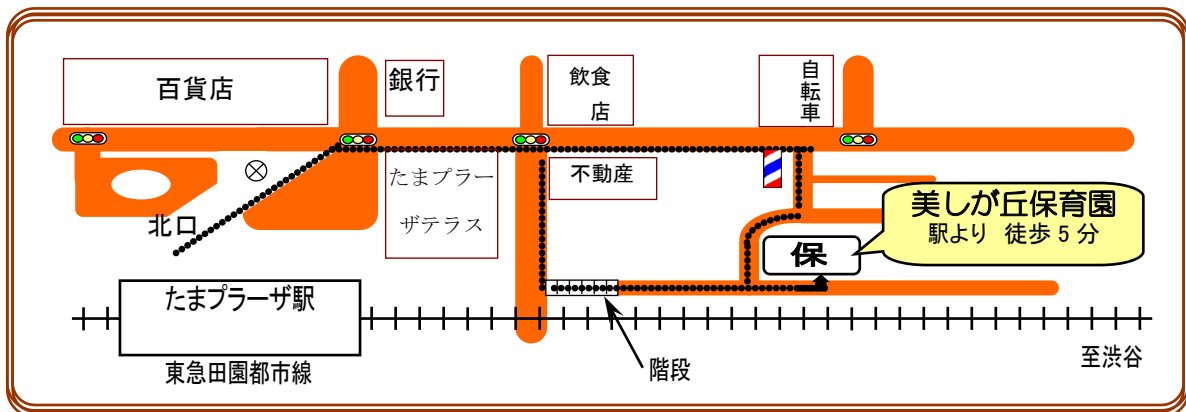 百貨店
銀行
飲食
店
自転車
たまプラー
ザテラス
不動産
北口
美しが丘保育園
駅より 徒歩5分
保
たまプラーザ駅
東急田園都市線
階段
至渋谷